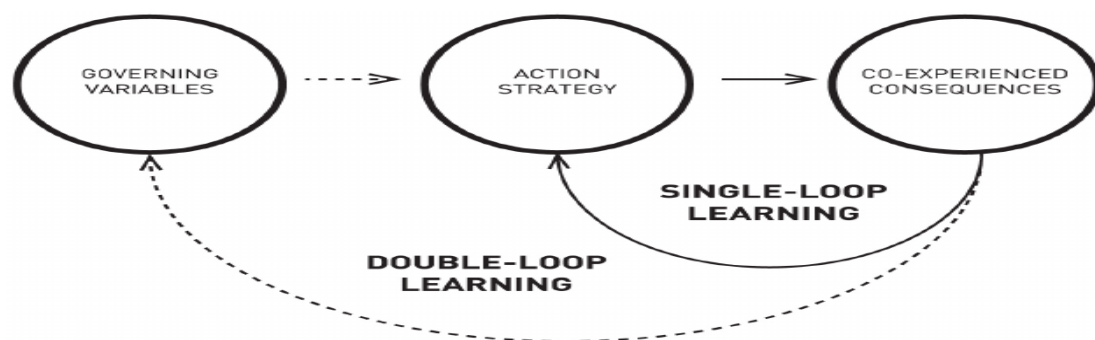 GOVERNING
VARIABLES
ACTION
STRATEGY
CO-EXPERIENCED
CONSEQUENCES
SINGLE-LOOP
LEARNING
DOUBLE-LOOP
LEARNING